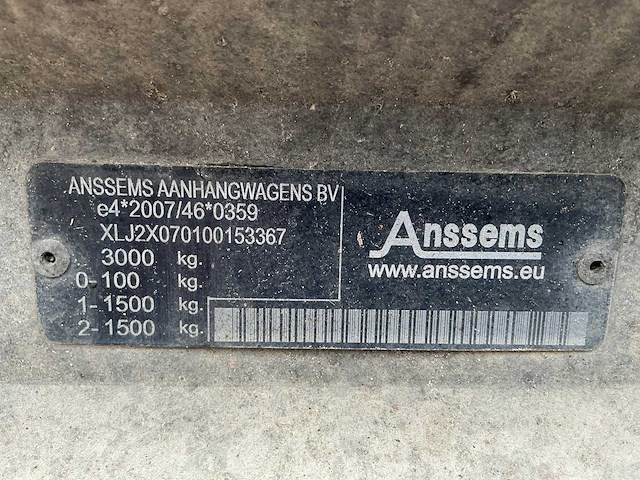 ANSSEMS AANHANGWAGENS BV
e4*2007/46*0359
XLJ2X070100153367
3000 kg.
0-100 kg.
1-1500 kg.
2-1500 kg.
Anssems
www.anssems.eu